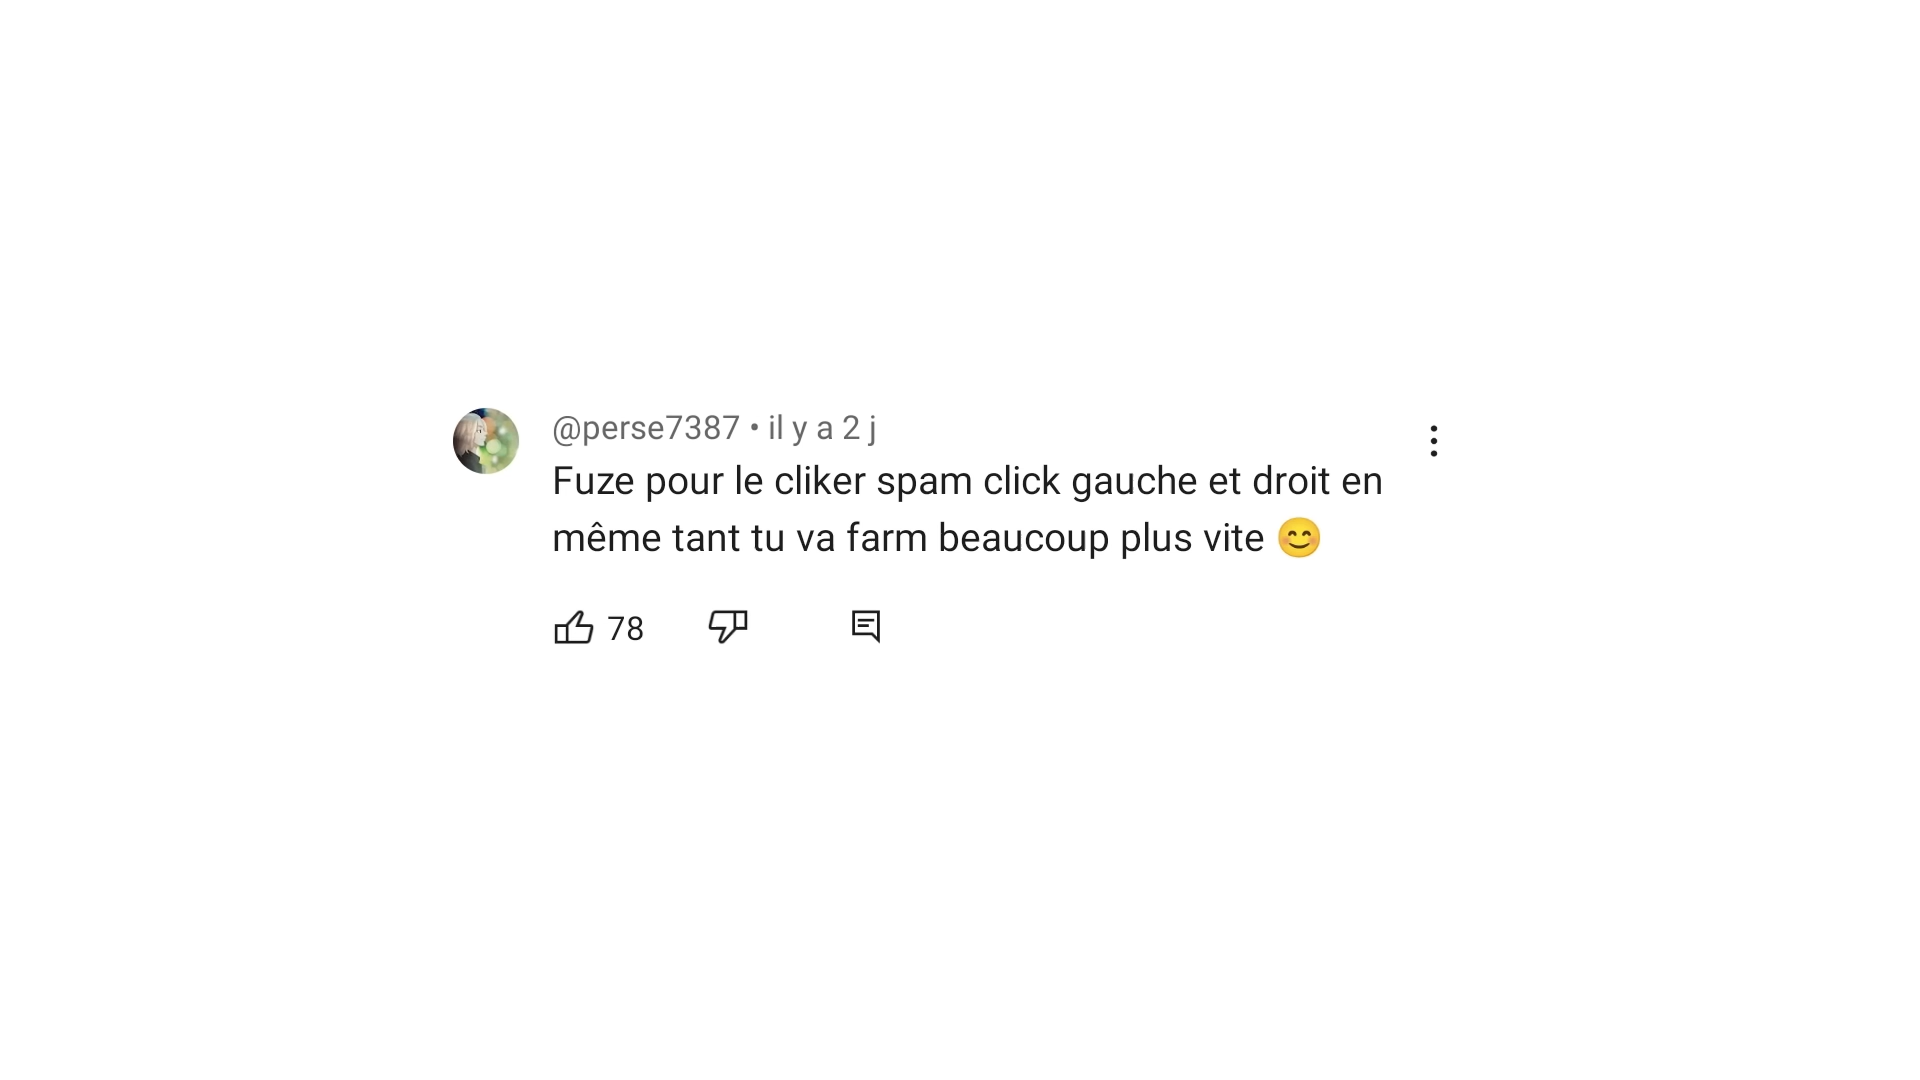 @perse7387 • il y a 2 j
Fuze pour le cliker spam click gauche et droit en
même tant tu va farm beaucoup plus vite 😊
78